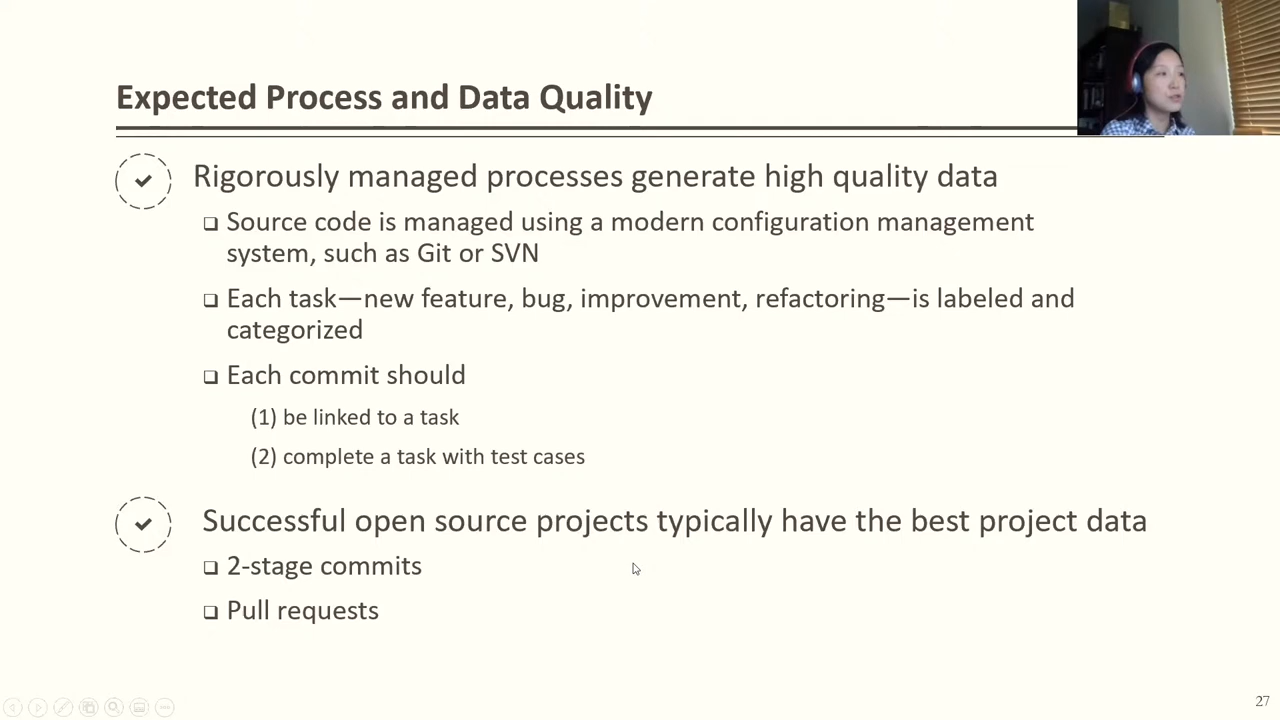 Expected Process and Data Quality
Rigorously managed processes generate high quality data
Source code is managed using a modern configuration management
system, such as Git or SVN
Each task—new feature, bug, improvement, refactoring—is labeled and
categorized
Each commit should
(1) be linked to a task
(2) complete a task with test cases
Successful open source projects typically have the best project data
2-stage commits
Pull requests
27